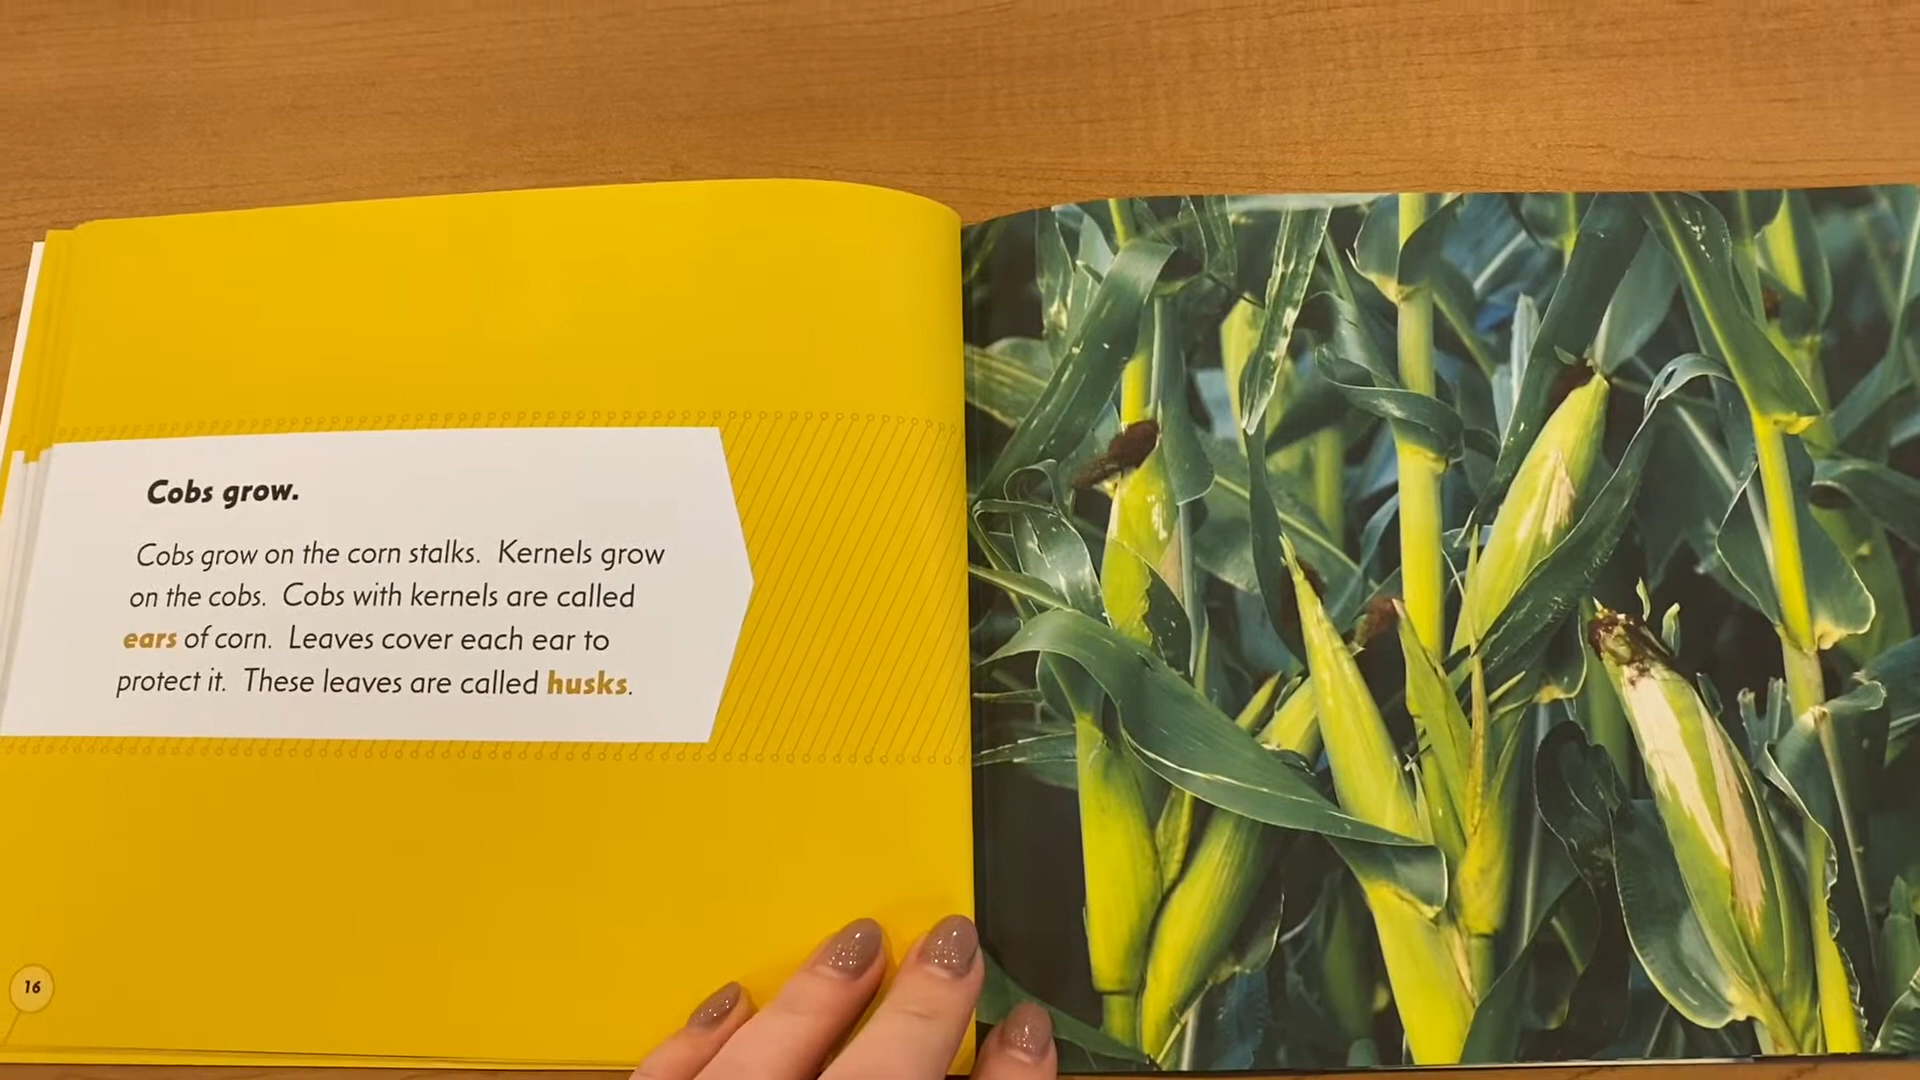 Cobs grow.
Cobs grow on the corn stalks. Kernels grow
on the cobs. Cobs with kernels are called
ears of corn. Leaves cover each ear to
protect it. These leaves are called husks.
16